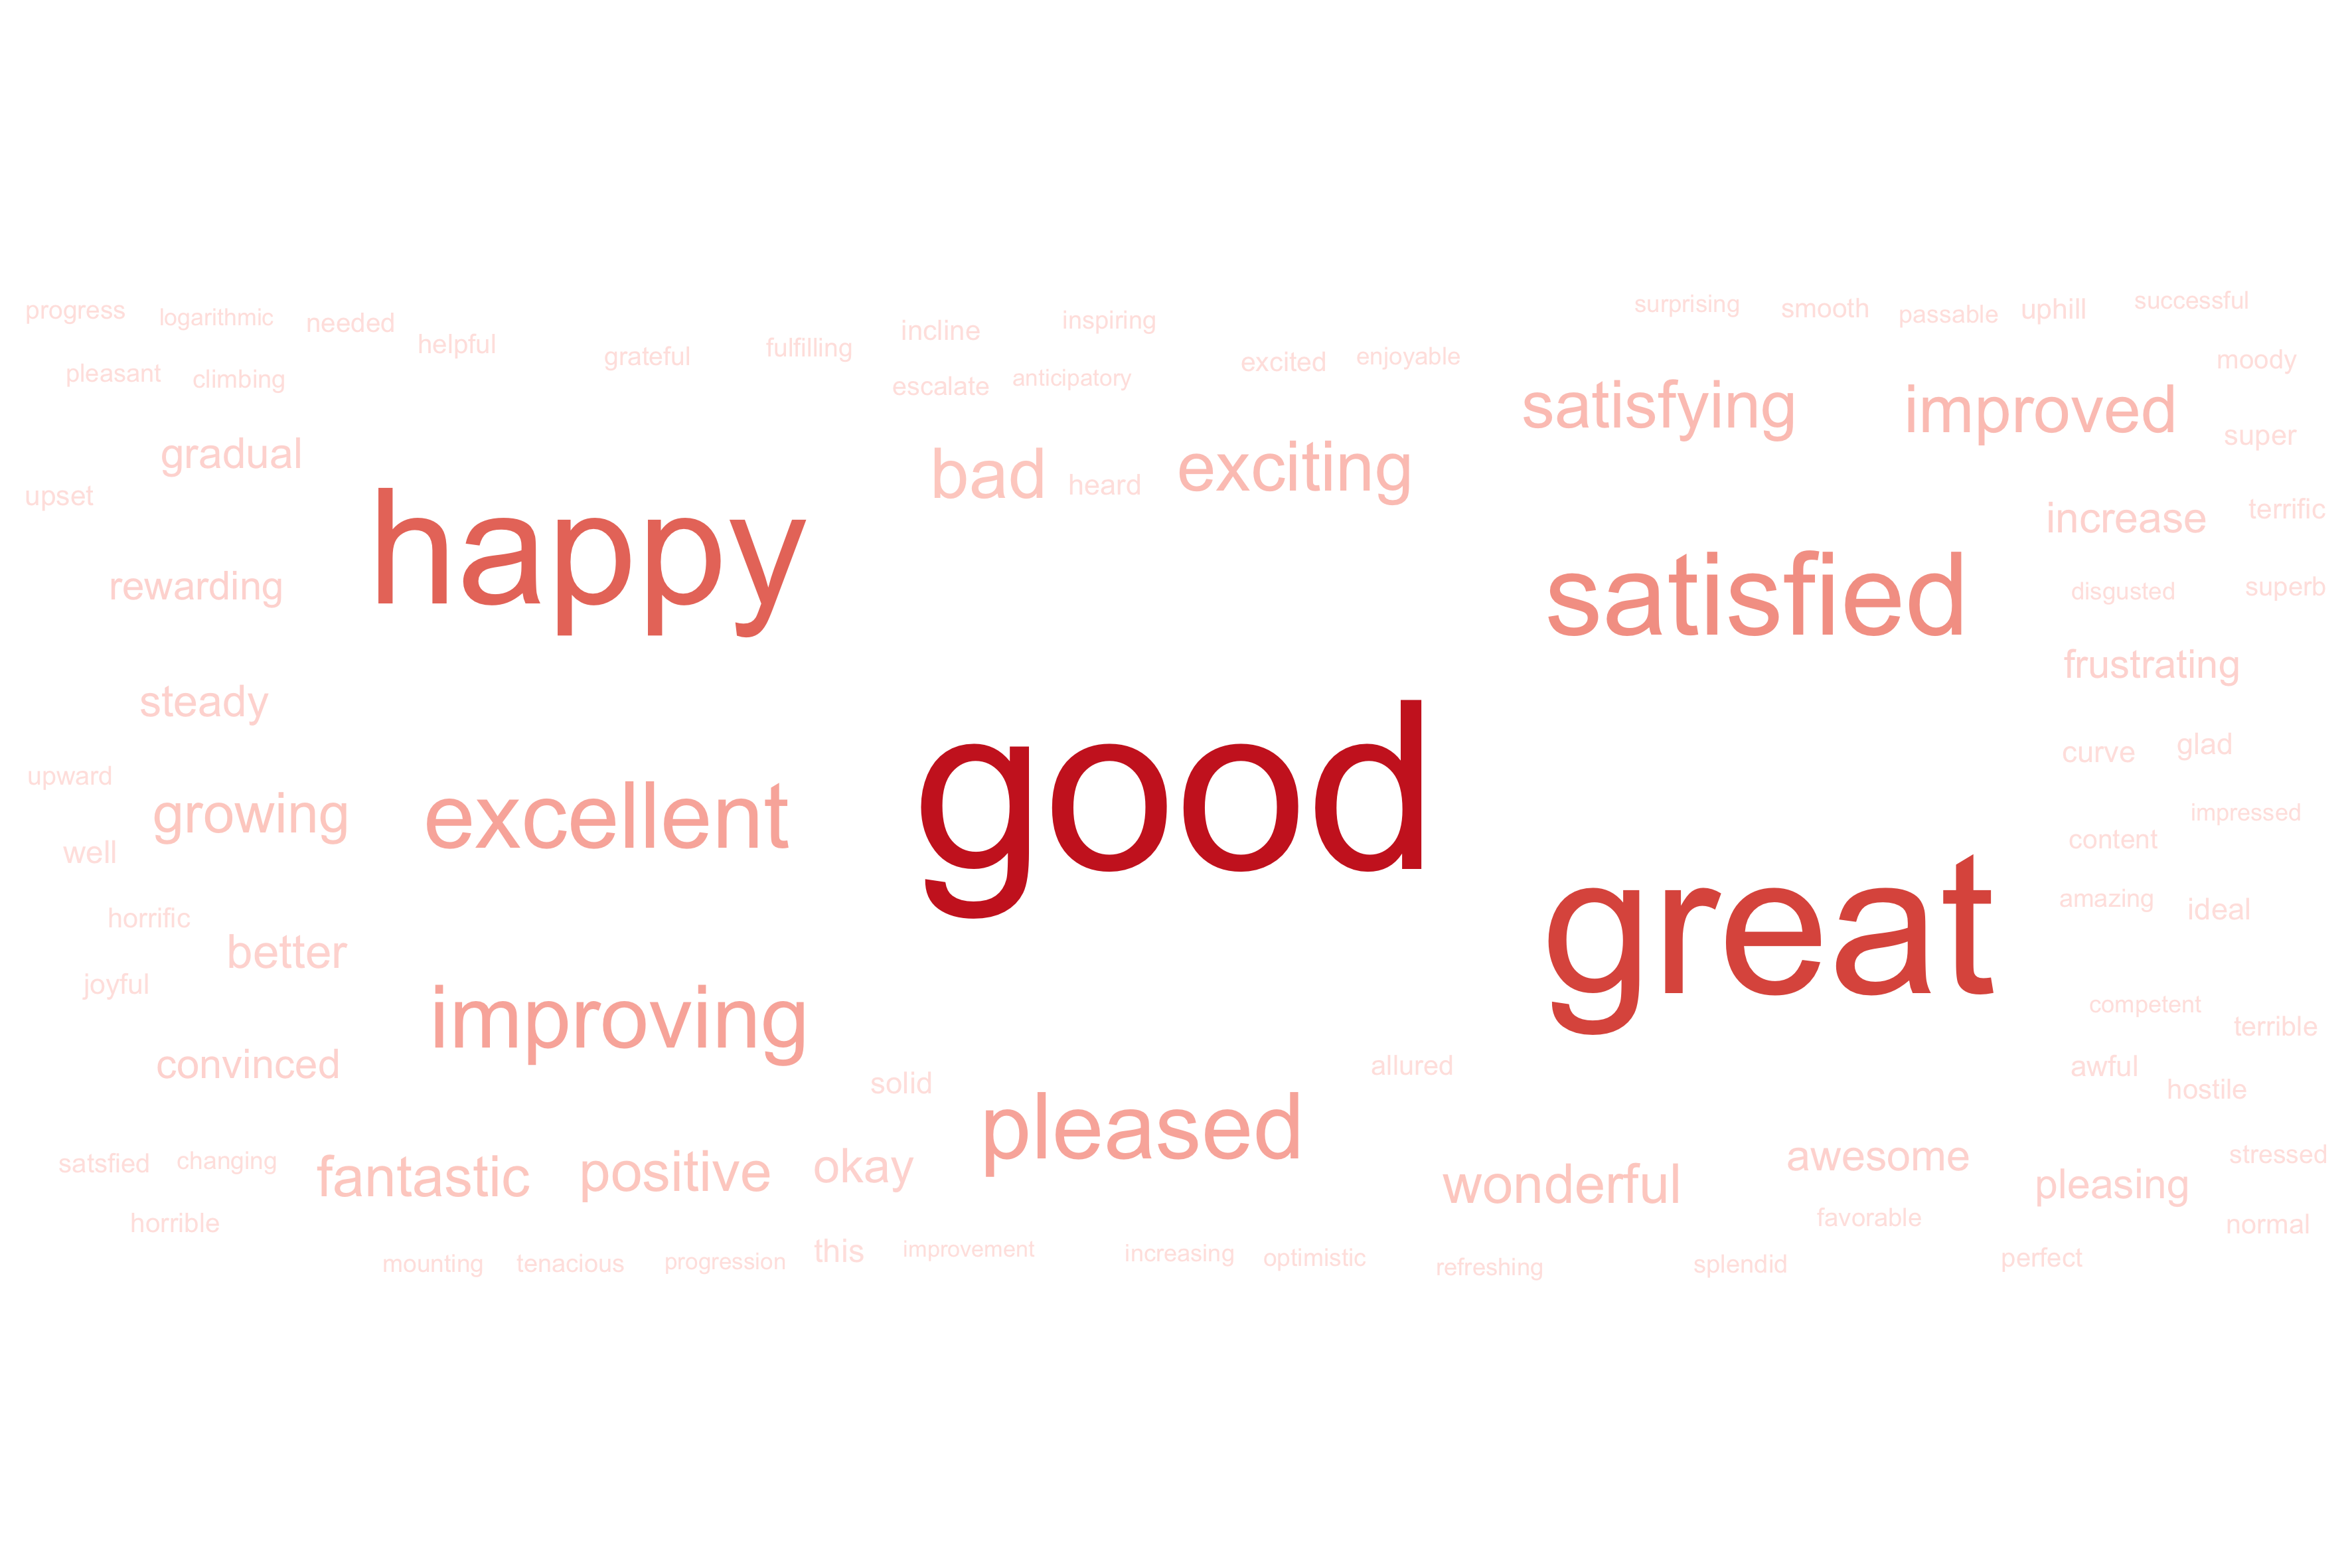 progress
logarithmic
needed
helpful
grateful
fulfilling
incline
inspiring
surprising
smooth
passable
uphill
successful
pleasant
climbing
escalate
anticipatory
excited
enjoyable
moody
gradual
bad
heard
exciting
satisfying
improved
super
upset
happy
increase
terrific
rewarding
satisfied
disgusted
superb
steady
frustrating
upward
growing
excellent
good
curve
glad
well
content
impressed
horrific
better
great
amazing
ideal
joyful
improving
competent
terrible
convinced
solid
pleased
allured
awful
hostile
satsfied
changing
fantastic
positive
okay
wonderful
awesome
pleasing
stressed
horrible
favorable
normal
mounting
tenacious
progression
this
improvement
increasing
optimistic
refreshing
splendid
perfect